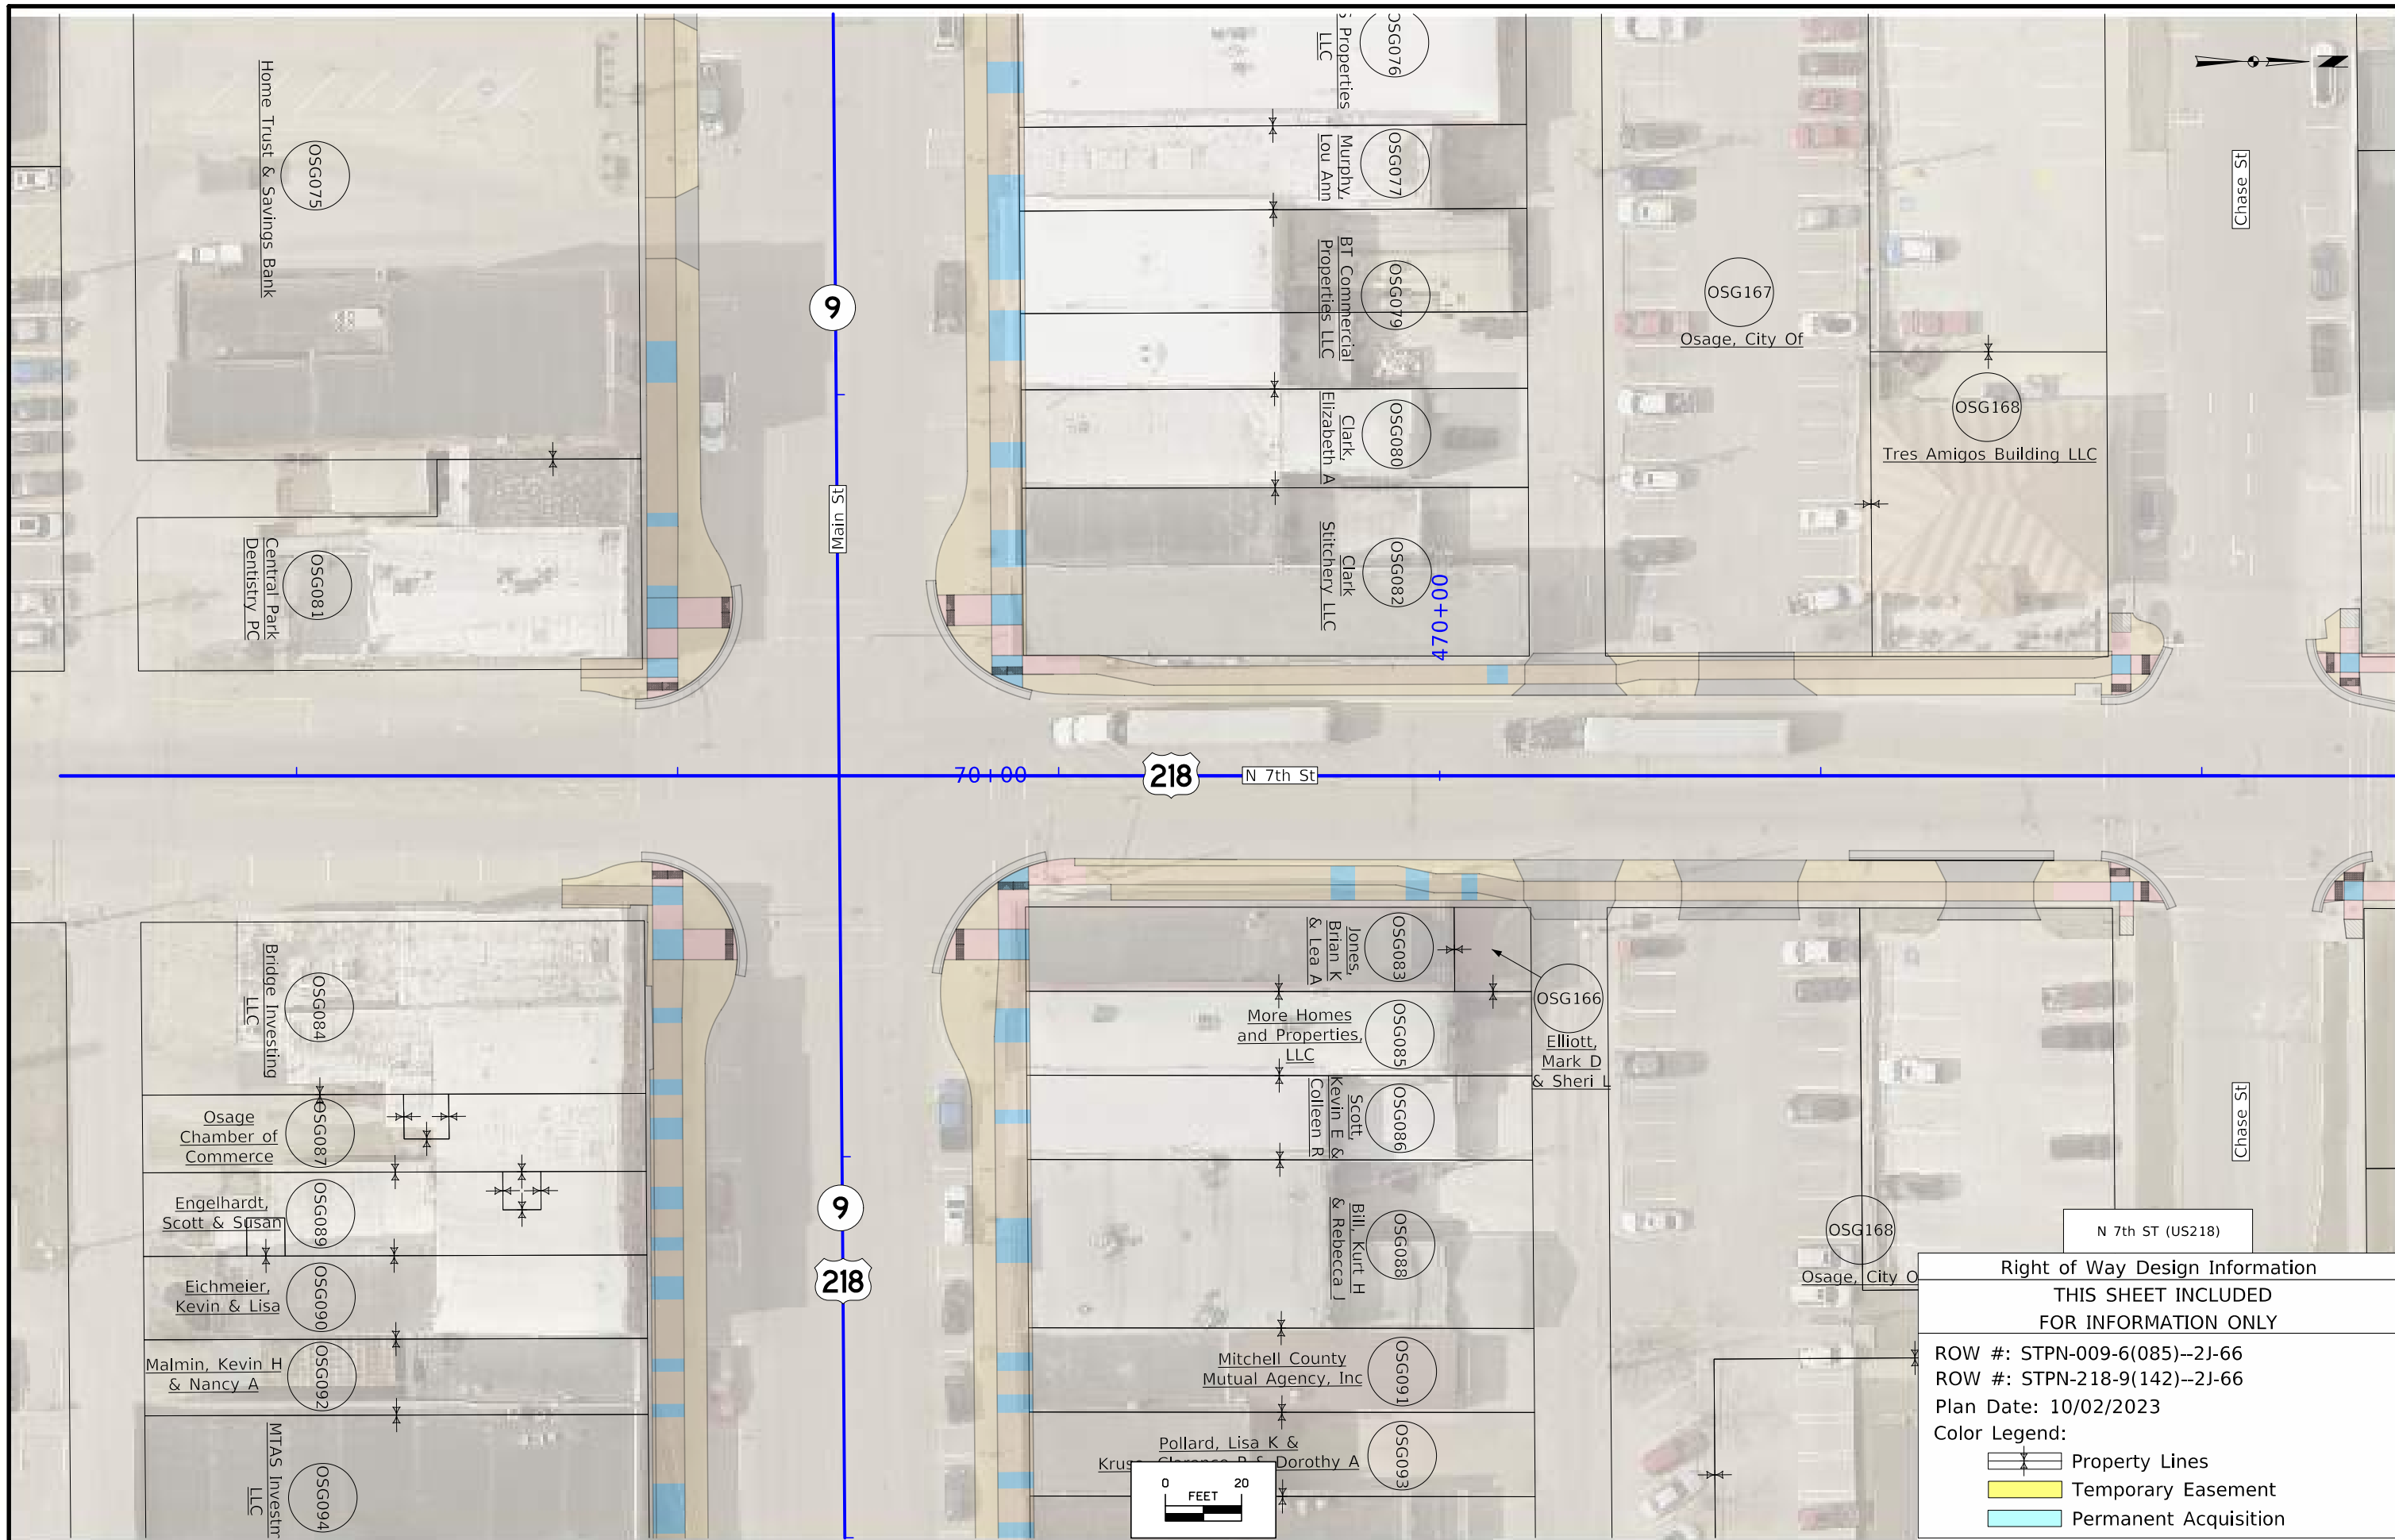 Home Trust & Savings Bank
OSG075
Central Park
Dentistry PC
OSG081
9
Main St
Properties
LLC
OSG076
Murphy,
Lou Ann
OSG077
BT Commercial
Properties LLC
OSG079
Clark,
Elizabeth A
OSG080
Clark
Stitchery LLC
OSG082
470+00
OSG167
Osage, City Of
OSG168
Tres Amigos Building LLC
Chase St
70+00
218
N 7th St
Bridge Investing
LLC
OSG084
Osage
Chamber of
Commerce
OSG087
Engelhardt,
Scott & Susan
OSG089
Eichmeier,
Kevin & Lisa
OSG090
Malmin, Kevin H
& Nancy A
OSG092
MTAS Investm
LLC
OSG094
9
218
Jones,
Brian K
& Lea A
OSG083
OSG166
Elliott,
Mark D
& Sheri L
More Homes
and Properties,
LLC
OSG085
Scott,
Kevin E &
Colleen R
OSG086
Bill, Kurt H
& Rebecca J
OSG088
Mitchell County
Mutual Agency, Inc
OSG091
Pollard, Lisa K &
Kruse, Clarence R & Dorothy A
OSG093
0 20
FEET
OSG168
Osage, City O
Chase St
N 7th ST (US218)
Right of Way Design Information
THIS SHEET INCLUDED
FOR INFORMATION ONLY
ROW #: STPN-009-6(085)--2J-66
ROW #: STPN-218-9(142)--2J-66
Plan Date: 10/02/2023
Color Legend:
Property Lines
Temporary Easement
Permanent Acquisition